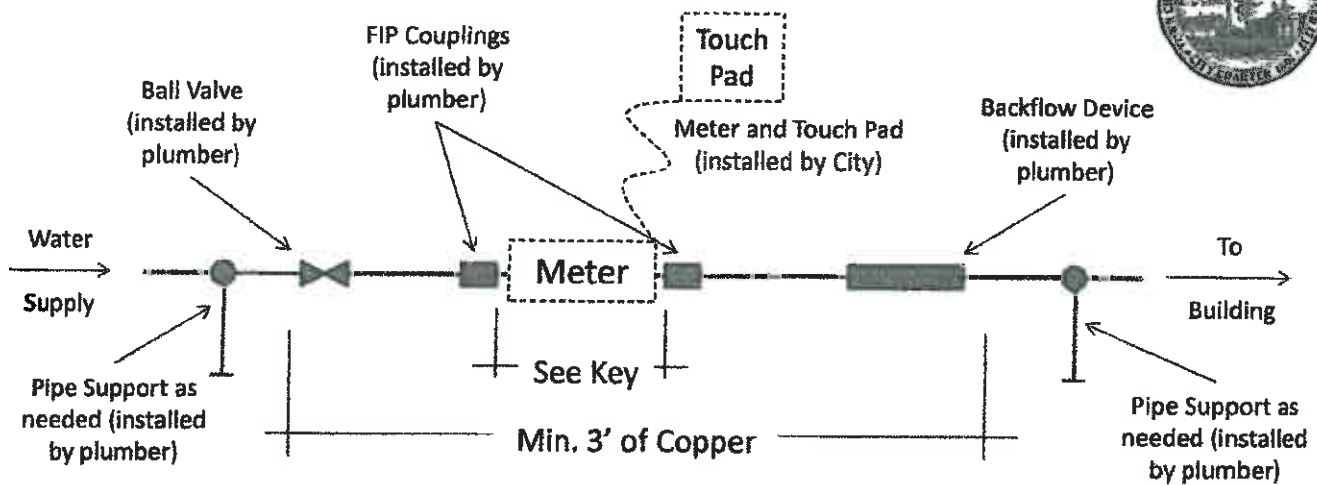 FIP Couplings
(installed by
plumber)
Touch
Pad
Ball Valve
(installed by
plumber)
Meter and Touch Pad
(installed by City)
Backflow Device
(installed by
plumber)
Water
Supply
Meter
To
Building
See Key
Pipe Support as
needed (installed
by plumber)
Min. 3' of Copper
Pipe Support as
needed (installed
by plumber)
CITY CHARTER